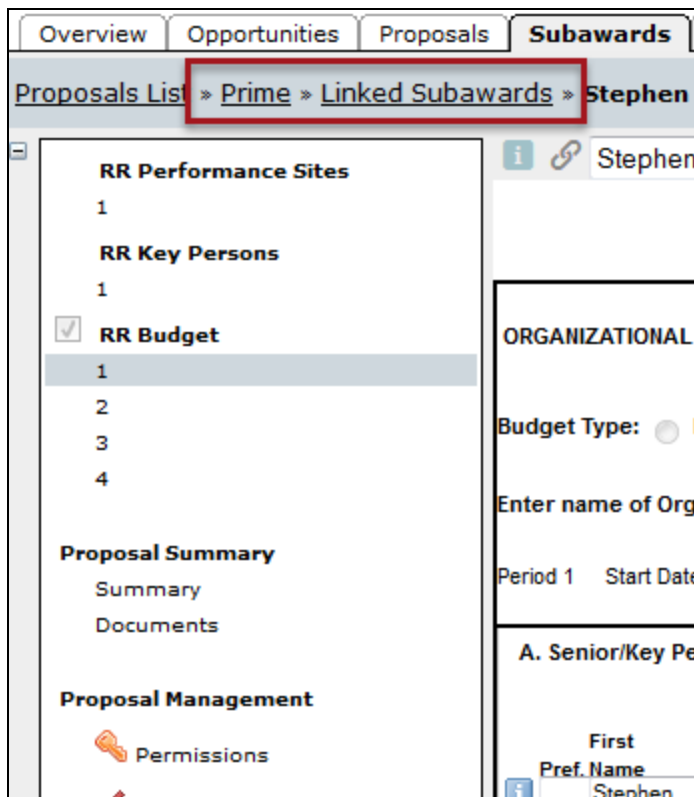 Overview Opportunities Proposals Subawards
Proposals List » Prime » Linked Subawards » Stephen
RR Performance Sites
1
RR Key Persons
1
RR Budget
1
2
3
4
Proposal Summary
Summary
Documents
Proposal Management
Permissions
Stephen
ORGANIZATIONAL
Budget Type:
Enter name of Org
Period 1 Start Date
A. Senior/Key Pe
First
Pref. Name
Stephen